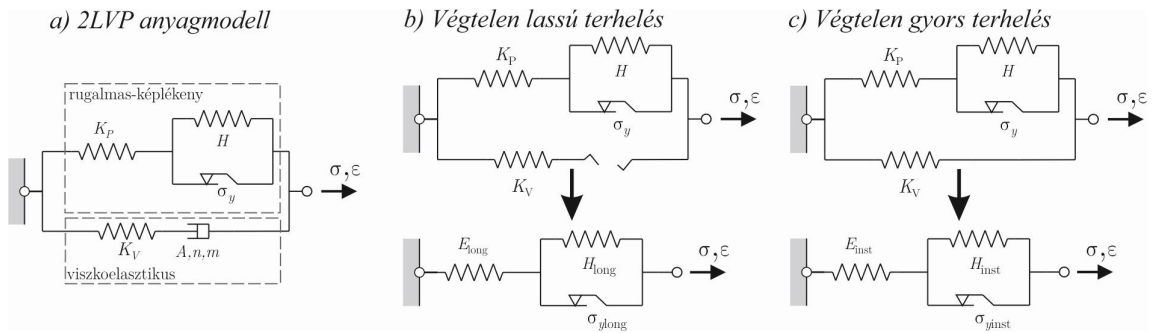 a) 2LVP anyagmodell
rugalmas-képlékeny
K_P
H
σ_y
σ,ε
K_V
A,n,m
viszkoelasztikus
b) Végtelen lassú terhelés
K_P
H
σ_y
σ,ε
K_V
E_long
H_long
σ_ylong
σ,ε
c) Végtelen gyors terhelés
K_P
H
σ_y
σ,ε
K_V
E_inst
H_inst
σ_yinst
σ,ε